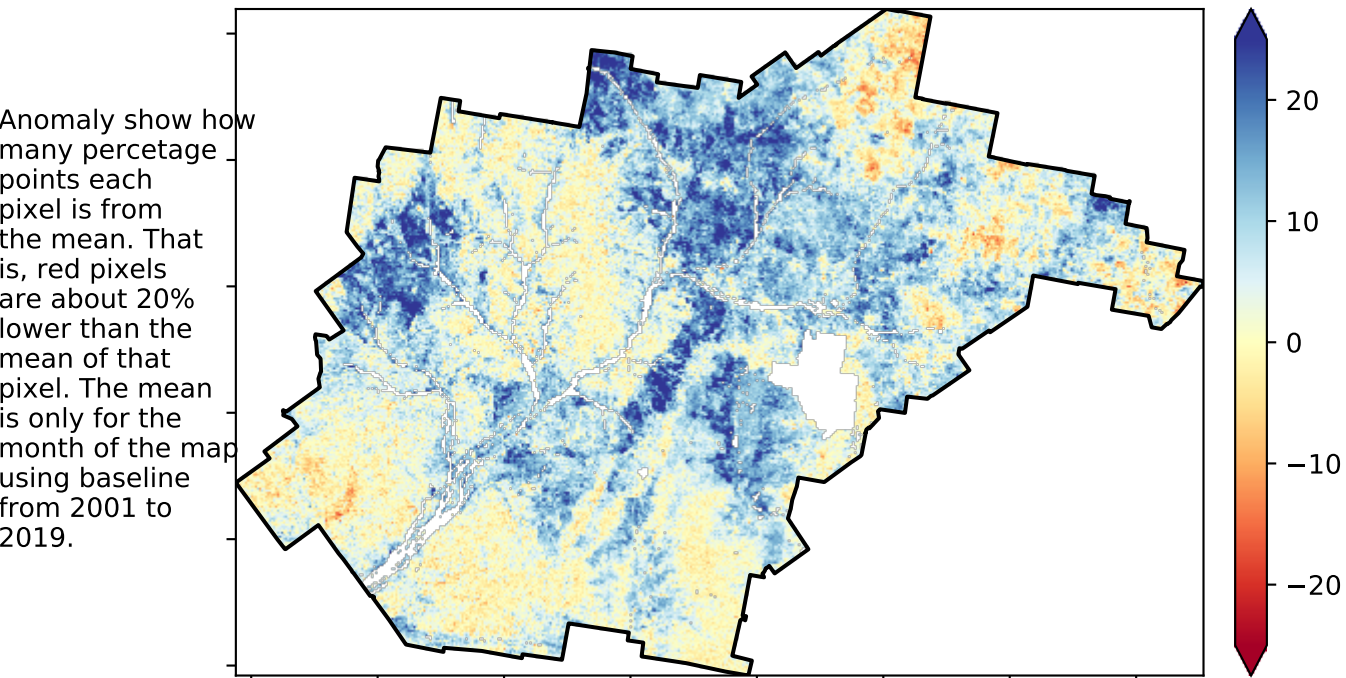 Anomaly show how
many percetage
points each
pixel is from
the mean. That
is, red pixels
are about 20%
lower than the
mean of that
pixel. The mean
is only for the
month of the map
using baseline
from 2001 to
2019.
20
10
0
−10
−20